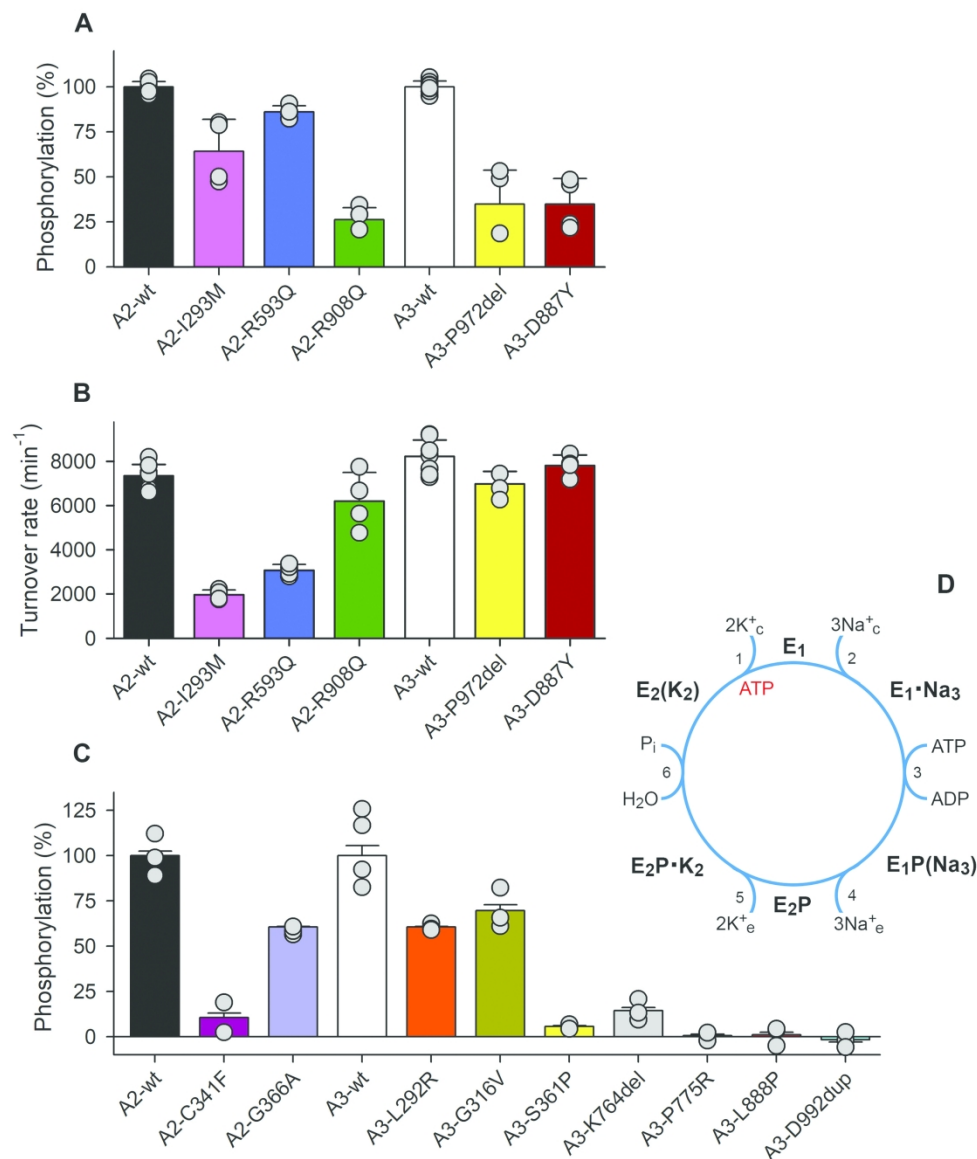 A
Phosphorylation (%)
100
75
50
25
0
A2-wt
A2-I293M
A2-R593Q
A2-R908Q
A3-wt
A3-P972del
A3-D887Y
B
Turnover rate (min⁻¹)
8000
6000
4000
2000
0
A2-wt
A2-I293M
A2-R593Q
A2-R908Q
A3-wt
A3-P972del
A3-D887Y
C
Phosphorylation (%)
125
100
75
50
25
0
A2-wt
A2-C341F
A2-G366A
A3-wt
A3-L292R
A3-G316V
A3-S361P
A3-K764del
A3-P775R
A3-L888P
A3-D992dup
D
2K⁺c
E₁
3Na⁺c
1
2
ATP
E₂(K₂)
E₁·Na₃
Pᵢ
ATP
6
3
H₂O
ADP
E₂P·K₂
E₁P(Na₃)
5
E₂P
4
2K⁺e
3Na⁺e